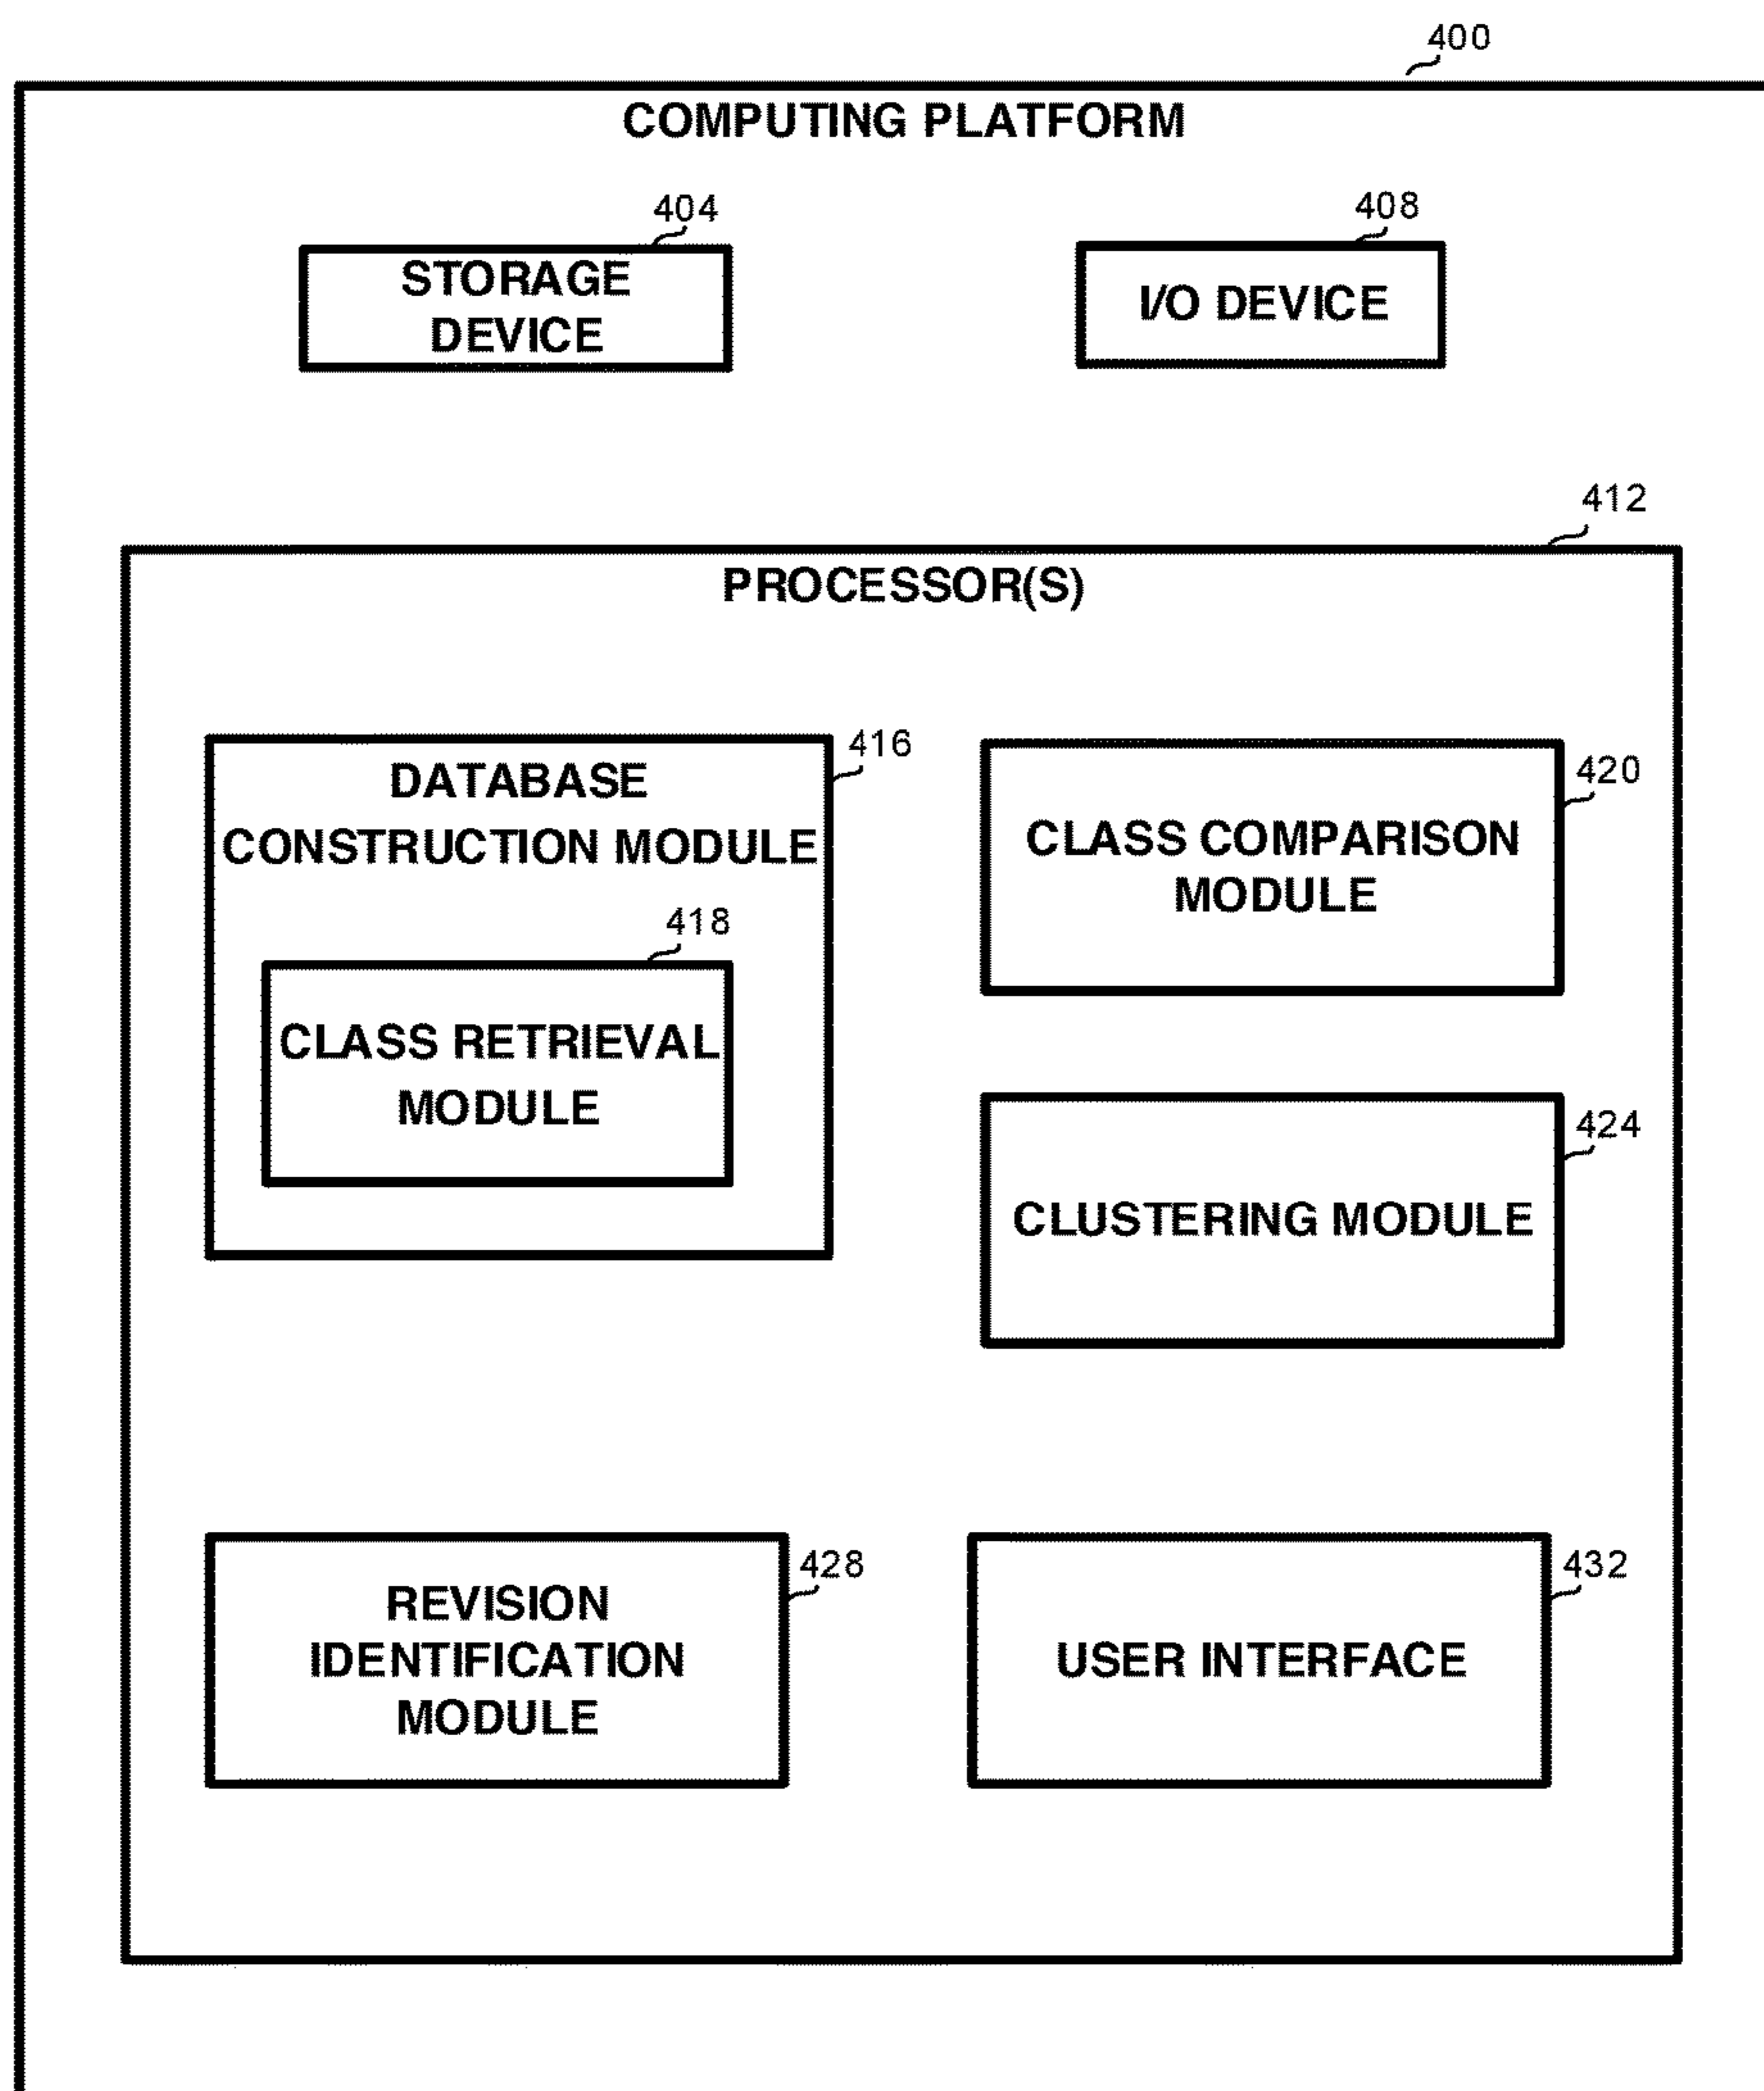 400
COMPUTING PLATFORM
404
STORAGE
DEVICE
408
I/O DEVICE
412
PROCESSOR(S)
416
DATABASE
CONSTRUCTION MODULE
418
CLASS RETRIEVAL
MODULE
420
CLASS COMPARISON
MODULE
424
CLUSTERING MODULE
428
REVISION
IDENTIFICATION
MODULE
432
USER INTERFACE